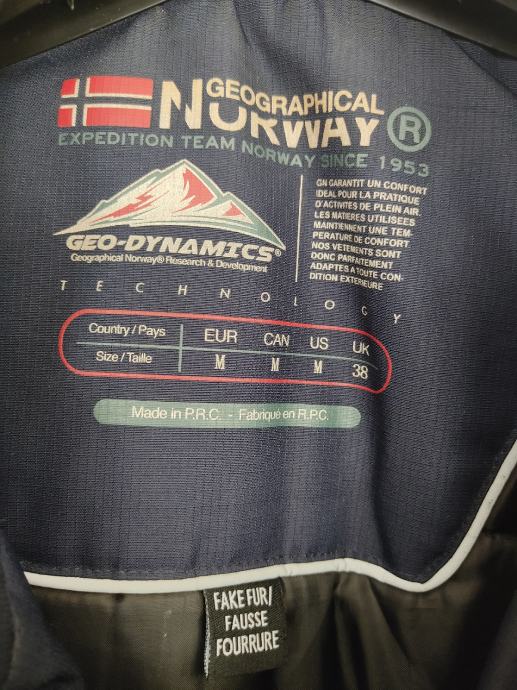 GEOGRAPHICAL
NORWAY®
EXPEDITION TEAM NORWAY SINCE 1953
GN GARANTIT UN CONFORT
IDEAL POUR LA PRATIQUE
D'ACTIVITES DE PLEIN AIR.
LES MATIERES UTILISEES
MAINTIENNENT UNE TEM
PERATURE DE CONFORT
NOS VETEMENTS SONT
DONC PARFAITEMENT
ADAPTES A TOUTE CON-
DITION EXTERIEURE
GEO-DYNAMICS®
Geographical Norway® Research & Development
TECHNOLOGY
Country / Pays EUR CAN US UK
Size / Taille M M M 38
Made in P.R.C. - Fabriqué en R.P.C.
FAKE FUR/
FAUSSE
FOURRURE